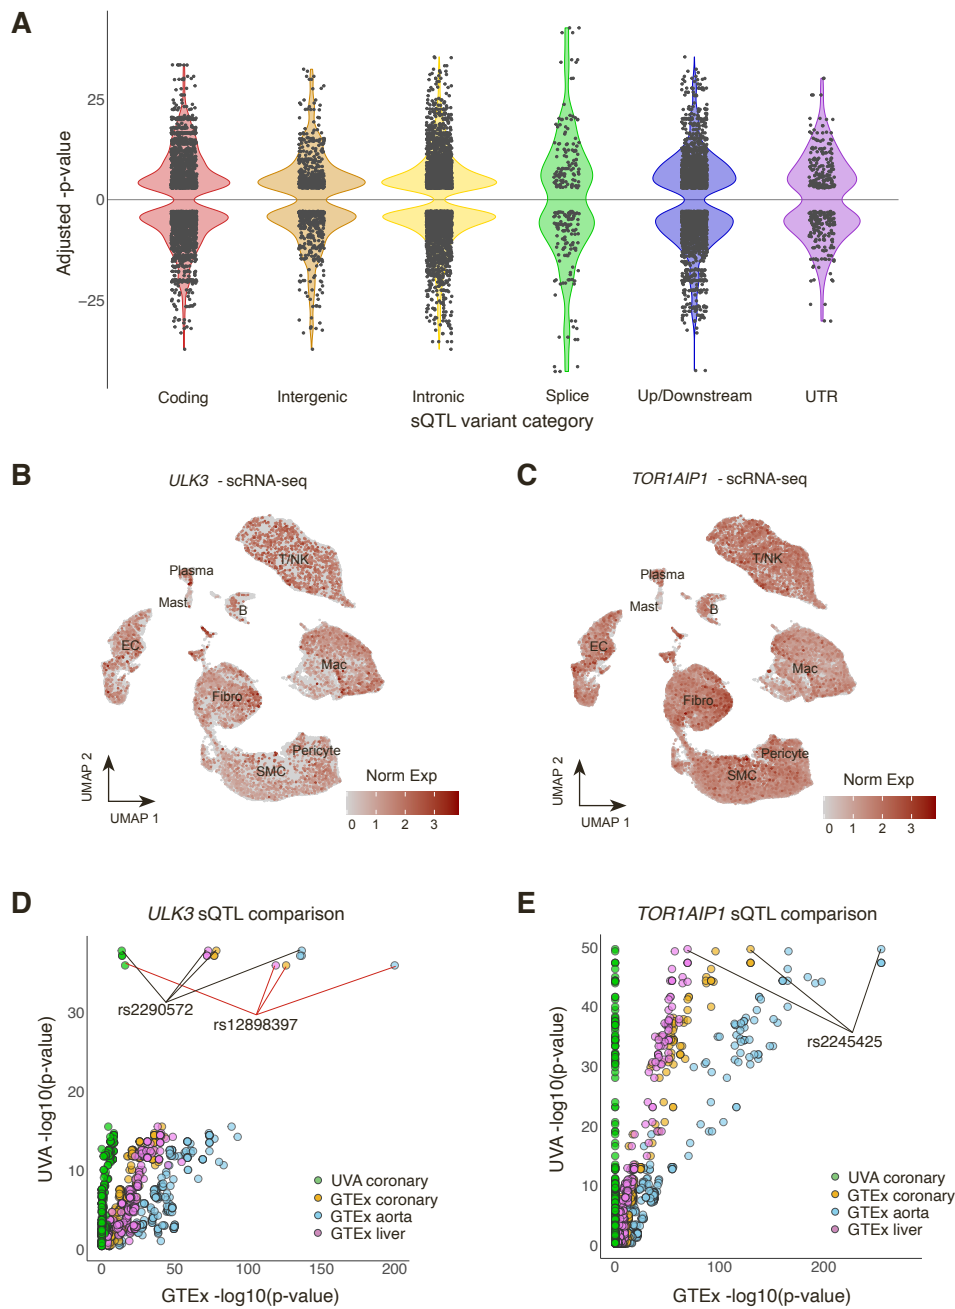 A
Adjusted -p-value
25
0
−25
Coding Intergenic Intronic Splice Up/Downstream UTR
sQTL variant category
B
ULK3 - scRNA-seq
T/NK
Plasma
Mast
B
EC
Mac
Fibro
Pericyte
SMC
UMAP 2
UMAP 1
Norm Exp
0 1 2 3
C
TOR1AIP1 - scRNA-seq
T/NK
Plasma
Mast
B
EC
Mac
Fibro
Pericyte
SMC
UMAP 2
UMAP 1
Norm Exp
0 1 2 3
D
ULK3 sQTL comparison
UVA -log10(p-value)
30
20
10
0
rs2290572
rs12898397
UVA coronary
GTEx coronary
GTEx aorta
GTEx liver
0 50 100 150 200
GTEx -log10(p-value)
E
TOR1AIP1 sQTL comparison
UVA -log10(p-value)
50
40
30
20
10
0
rs2245425
UVA coronary
GTEx coronary
GTEx aorta
GTEx liver
0 100 200
GTEx -log10(p-value)